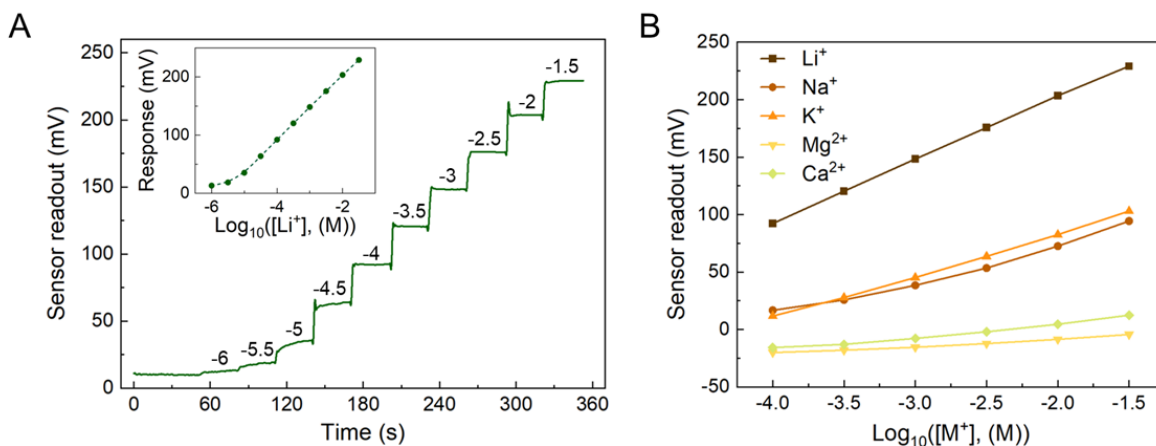 A
Sensor readout (mV)
250
200
150
100
50
0
0 60 120 180 240 300 360
Time (s)
-6
-5.5
-5
-4.5
-4
-3.5
-3
-2.5
-2
-1.5
Response (mV)
200
100
0
-6 -4 -2
Log₁₀([Li⁺], (M))
B
Sensor readout (mV)
250
200
150
100
50
0
-50
Li⁺
Na⁺
K⁺
Mg²⁺
Ca²⁺
-4.0 -3.5 -3.0 -2.5 -2.0 -1.5
Log₁₀([M⁺], (M))